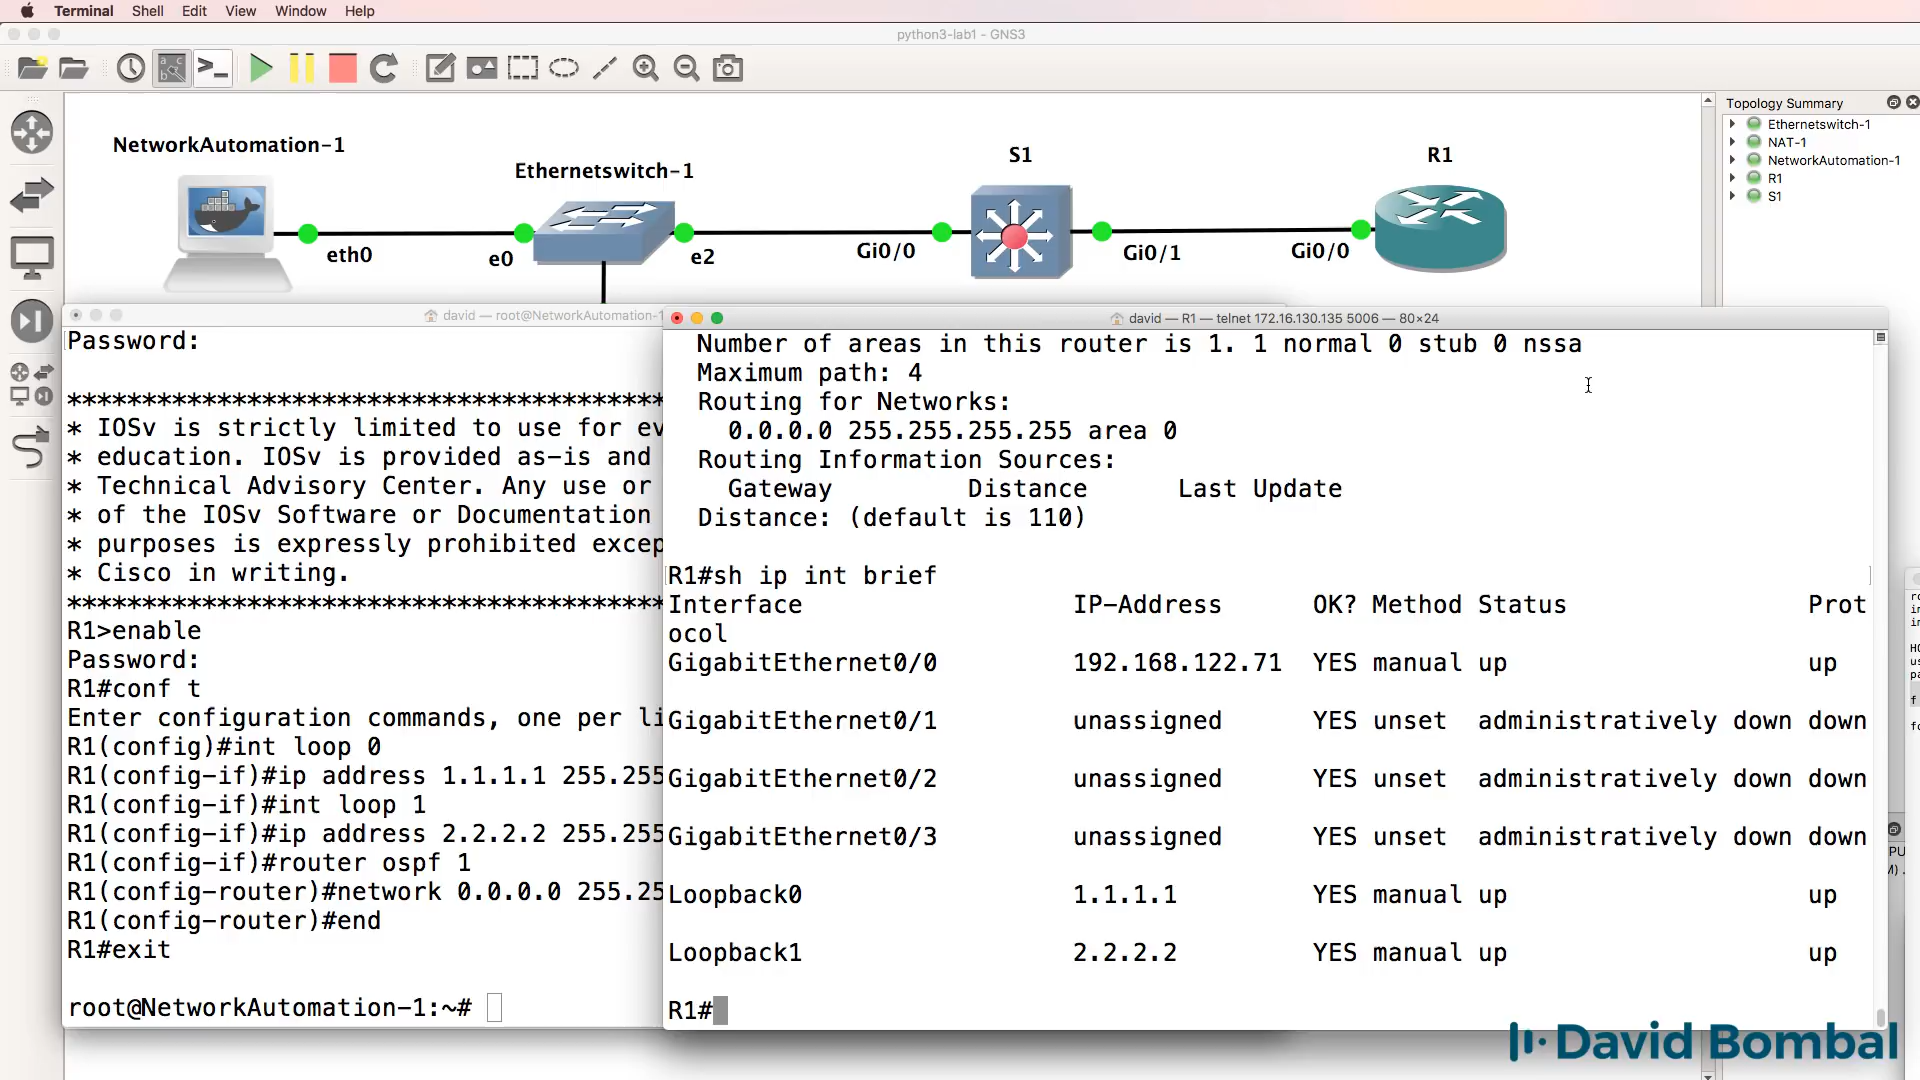 Terminal Shell Edit View Window Help
python3-lab1 - GNS3
NetworkAutomation-1
Ethernetswitch-1
S1
R1
eth0
e0
e2
Gi0/0
Gi0/1
Gi0/0
Topology Summary
Ethernetswitch-1
NAT-1
NetworkAutomation-1
R1
S1
david — root@NetworkAutomation-1
Password:
****************************************
* IOSv is strictly limited to use for ev
* education. IOSv is provided as-is and
* Technical Advisory Center. Any use or
* of the IOSv Software or Documentation
* purposes is expressly prohibited excep
* Cisco in writing.
****************************************
R1>enable
Password:
R1#conf t
Enter configuration commands, one per li
R1(config)#int loop 0
R1(config-if)#ip address 1.1.1.1 255.255
R1(config-if)#int loop 1
R1(config-if)#ip address 2.2.2.2 255.255
R1(config-if)#router ospf 1
R1(config-router)#network 0.0.0.0 255.25
R1(config-router)#end
R1#exit
root@NetworkAutomation-1:~#
david — R1 — telnet 172.16.130.135 5006 — 80×24
Number of areas in this router is 1. 1 normal 0 stub 0 nssa
Maximum path: 4
Routing for Networks:
0.0.0.0 255.255.255.255 area 0
Routing Information Sources:
Gateway Distance Last Update
Distance: (default is 110)
R1#sh ip int brief
Interface IP-Address OK? Method Status Prot
ocol
GigabitEthernet0/0 192.168.122.71 YES manual up up
GigabitEthernet0/1 unassigned YES unset administratively down down
GigabitEthernet0/2 unassigned YES unset administratively down down
GigabitEthernet0/3 unassigned YES unset administratively down down
Loopback0 1.1.1.1 YES manual up up
Loopback1 2.2.2.2 YES manual up up
R1#
David Bombal